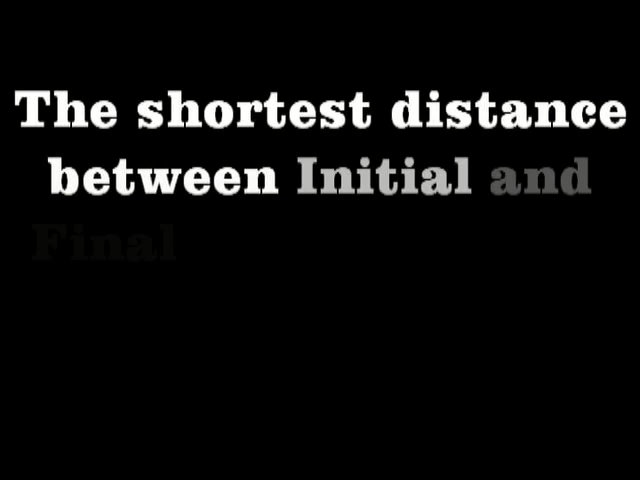 The shortest distance
between Initial and
Final